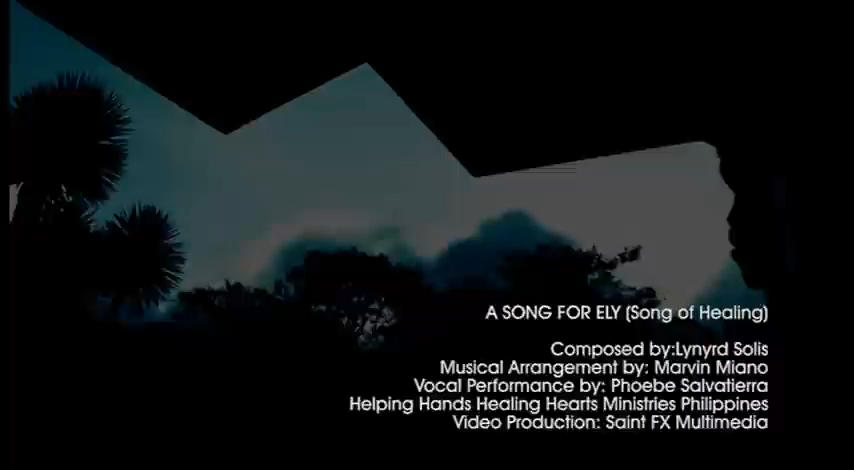 A SONG FOR ELY (Song of Healing)
Composed by:Lynyrd Solis
Musical Arrangement by: Marvin Miano
Vocal Performance by: Phoebe Salvatierra
Helping Hands Healing Hearts Ministries Philippines
Video Production: Saint FX Multimedia